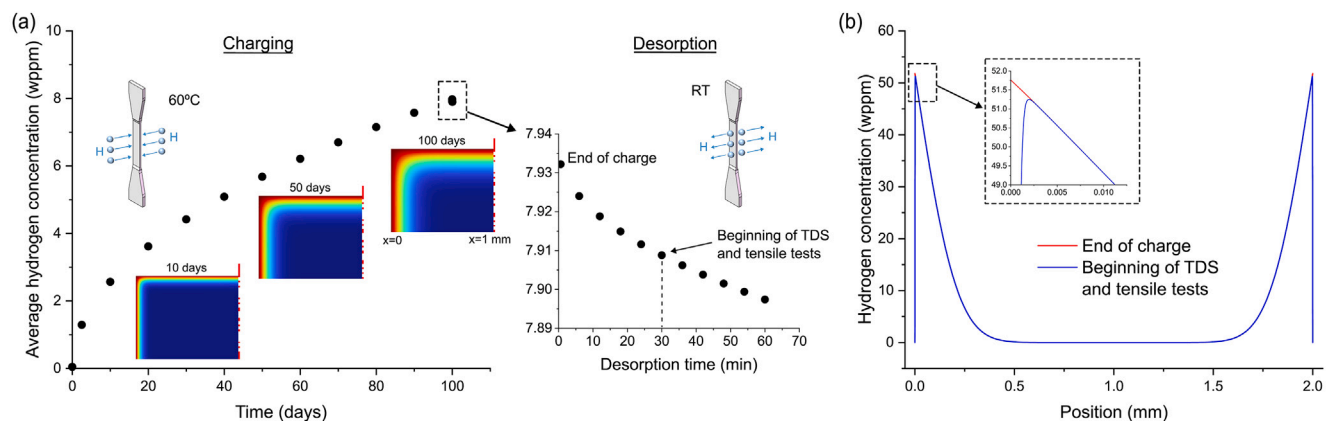 (a)
Average hydrogen concentration (wppm)
10
8
6
4
2
0
0
20
40
60
80
100
Time (days)
Charging
60ºC
H
H
10 days
50 days
100 days
x=0
x=1 mm
Desorption
RT
H
H
7.94
7.93
7.92
7.91
7.90
7.89
End of charge
Beginning of TDS
and tensile tests
0
10
20
30
40
50
60
70
Desorption time (min)
(b)
Hydrogen concentration (wppm)
60
50
40
30
20
10
0
52.0
51.5
51.0
50.5
50.0
49.5
49.0
0.000
0.005
0.010
End of charge
Beginning of TDS
and tensile tests
0.0
0.5
1.0
1.5
2.0
Position (mm)